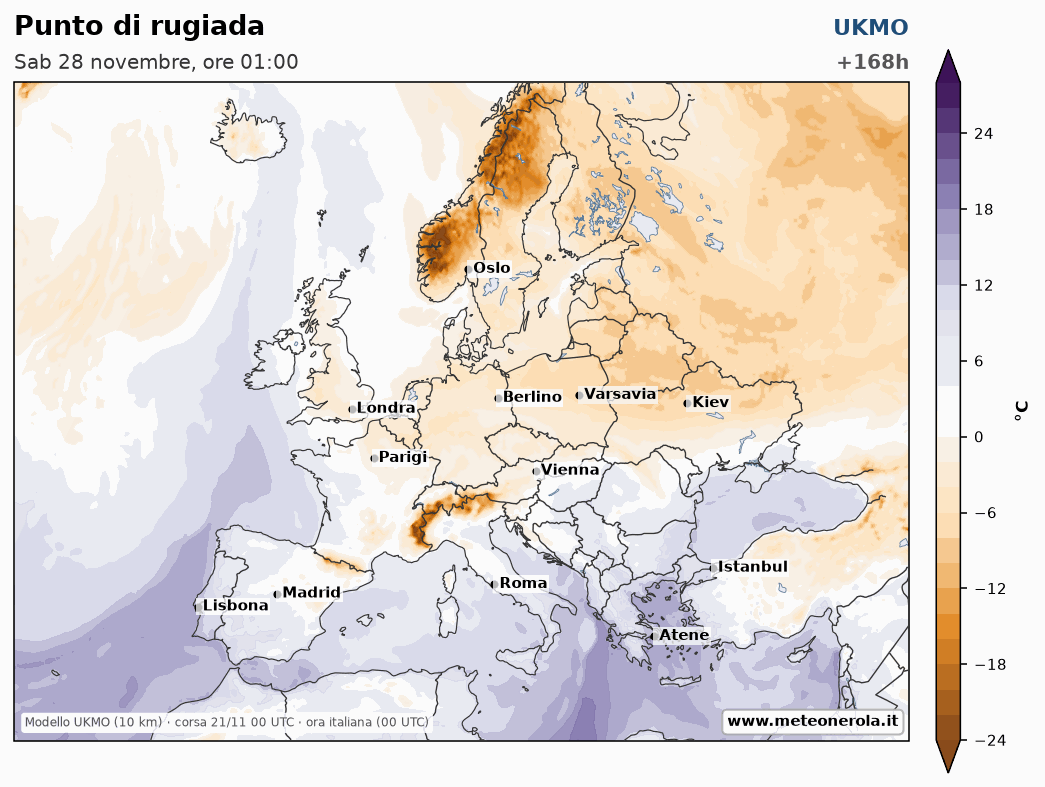 Punto di rugiada
UKMO
Sab 28 novembre, ore 01:00
+168h
24
18
12
6
0
−6
−12
−18
−24
°C
Oslo
Berlino
Varsavia
Kiev
Londra
Parigi
Vienna
Istanbul
Roma
Madrid
Lisbona
Atene
Modello UKMO (10 km) · corsa 21/11 00 UTC · ora italiana (00 UTC)
www.meteonerola.it